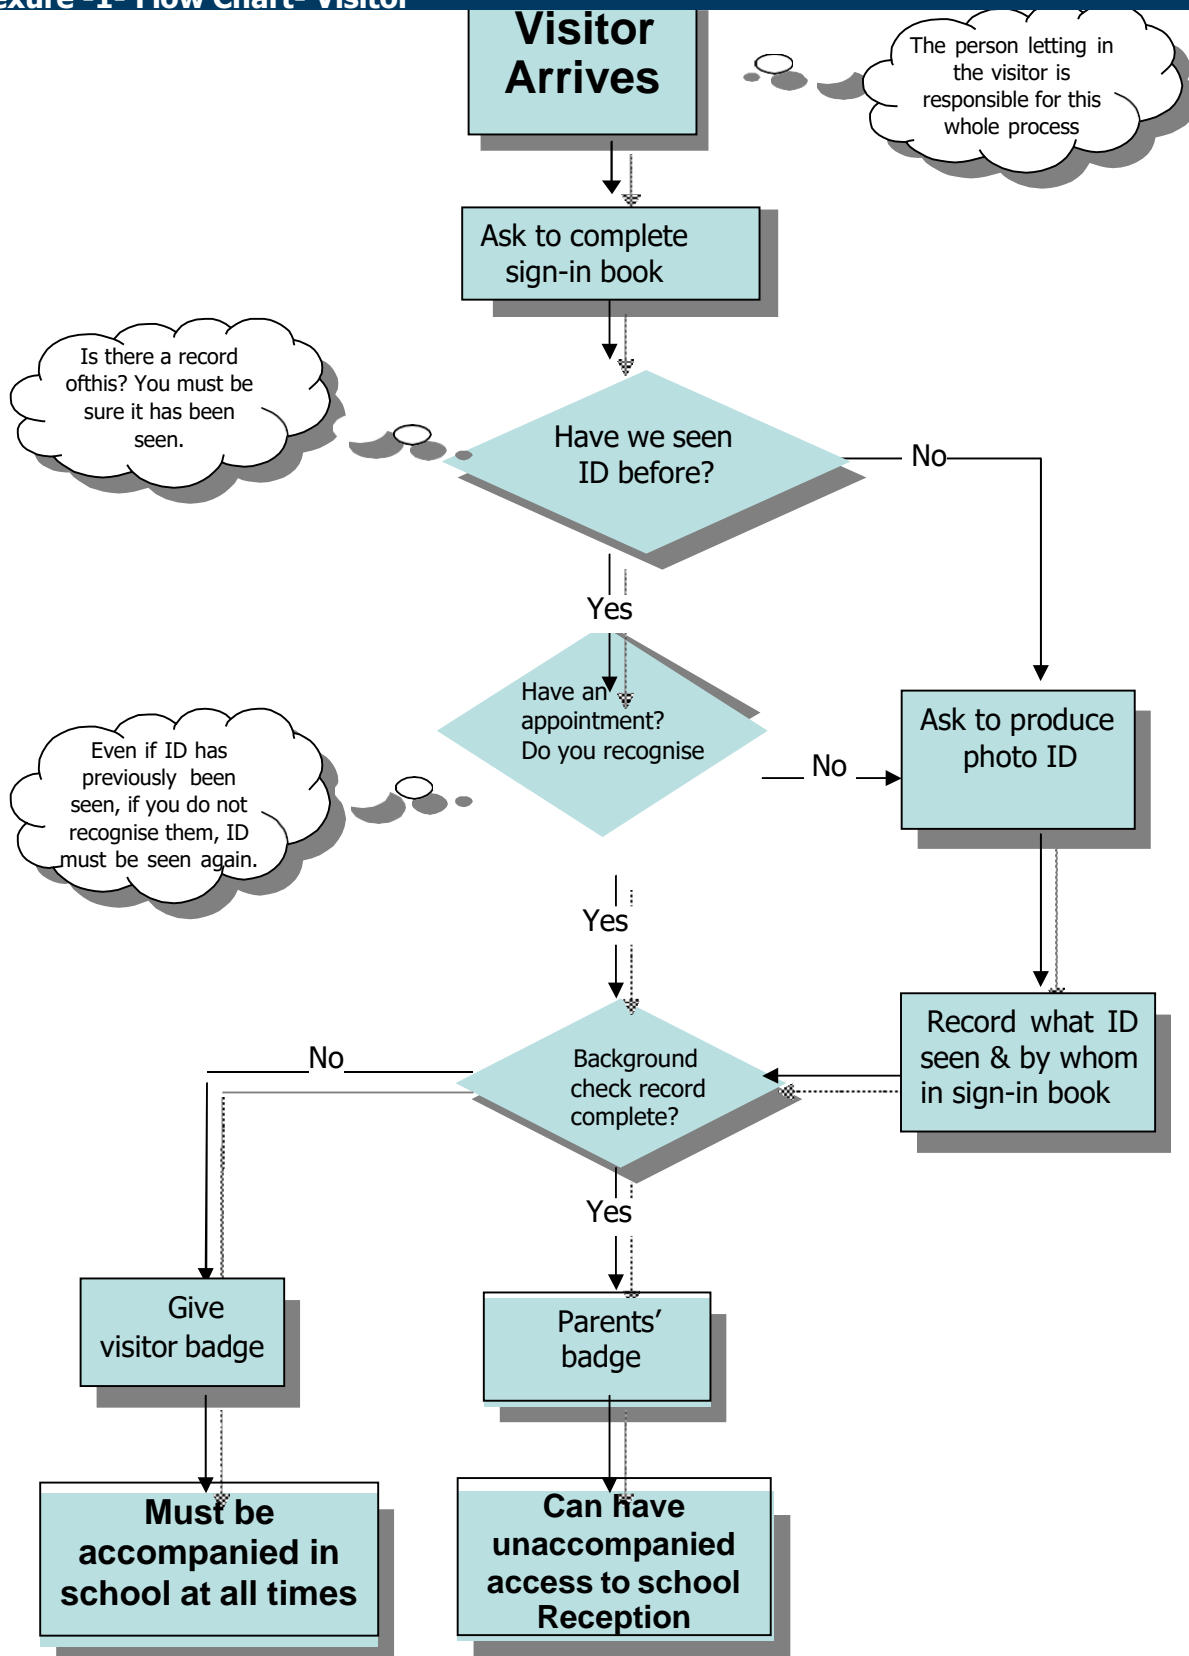 -1- Flow Chart- Visitor
Visitor
Arrives
The person letting in
the visitor is
responsible for this
whole process
Ask to complete
sign-in book
Is there a record
ofthis? You must be
sure it has been
seen.
Have we seen
ID before?
No
Yes
Have an
appointment?
Do you recognise
No
Ask to produce
photo ID
Even if ID has
previously been
seen, if you do not
recognise them, ID
must be seen again.
Yes
Record what ID
seen & by whom
in sign-in book
Background
check record
complete?
No
Yes
Give
visitor badge
Parents’
badge
Must be
accompanied in
school at all times
Can have
unaccompanied
access to school
Reception